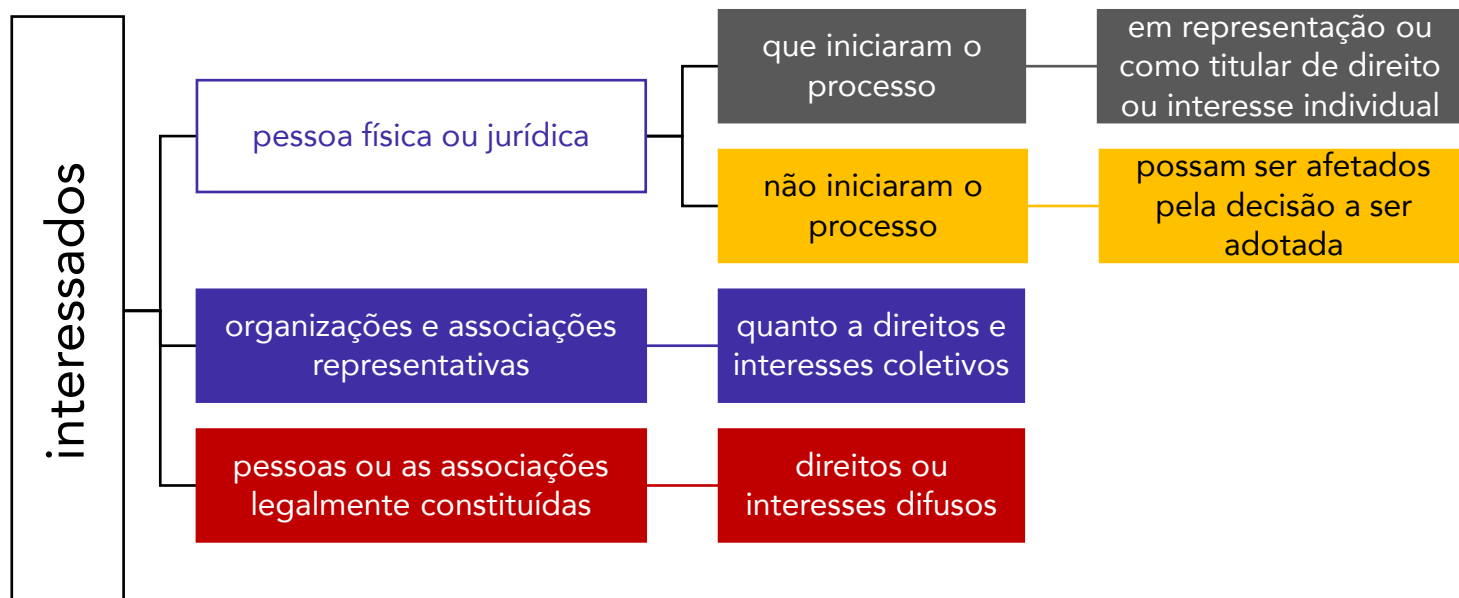 interessados
pessoa física ou jurídica
que iniciaram o
processo
em representação ou
como titular de direito
ou interesse individual
não iniciaram o
processo
possam ser afetados
pela decisão a ser
adotada
organizações e associações
representativas
quanto a direitos e
interesses coletivos
pessoas ou as associações
legalmente constituídas
direitos ou
interesses difusos